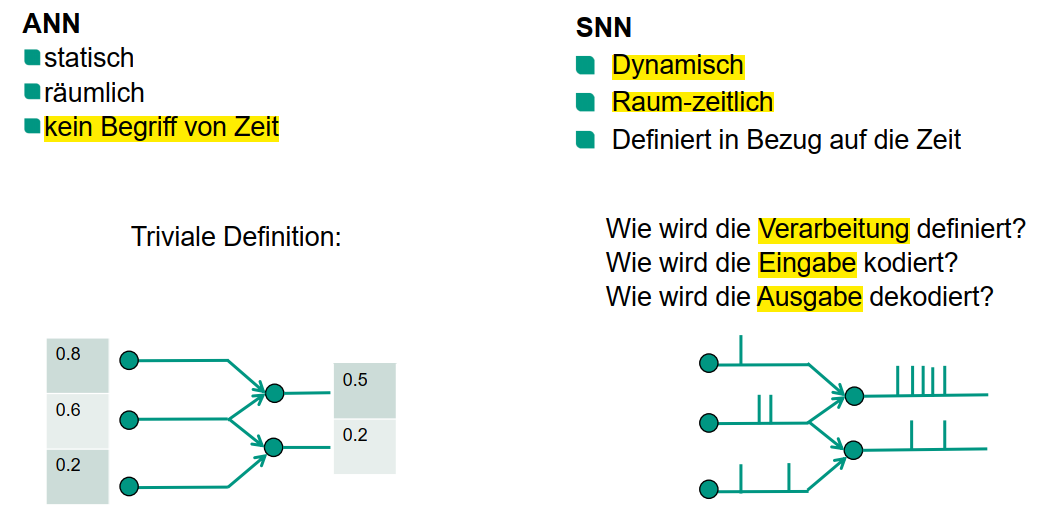 ANN
statisch
räumlich
kein Begriff von Zeit
Triviale Definition:
0.8
0.6
0.2
0.5
0.2
SNN
Dynamisch
Raum-zeitlich
Definiert in Bezug auf die Zeit
Wie wird die Verarbeitung definiert?
Wie wird die Eingabe kodiert?
Wie wird die Ausgabe dekodiert?